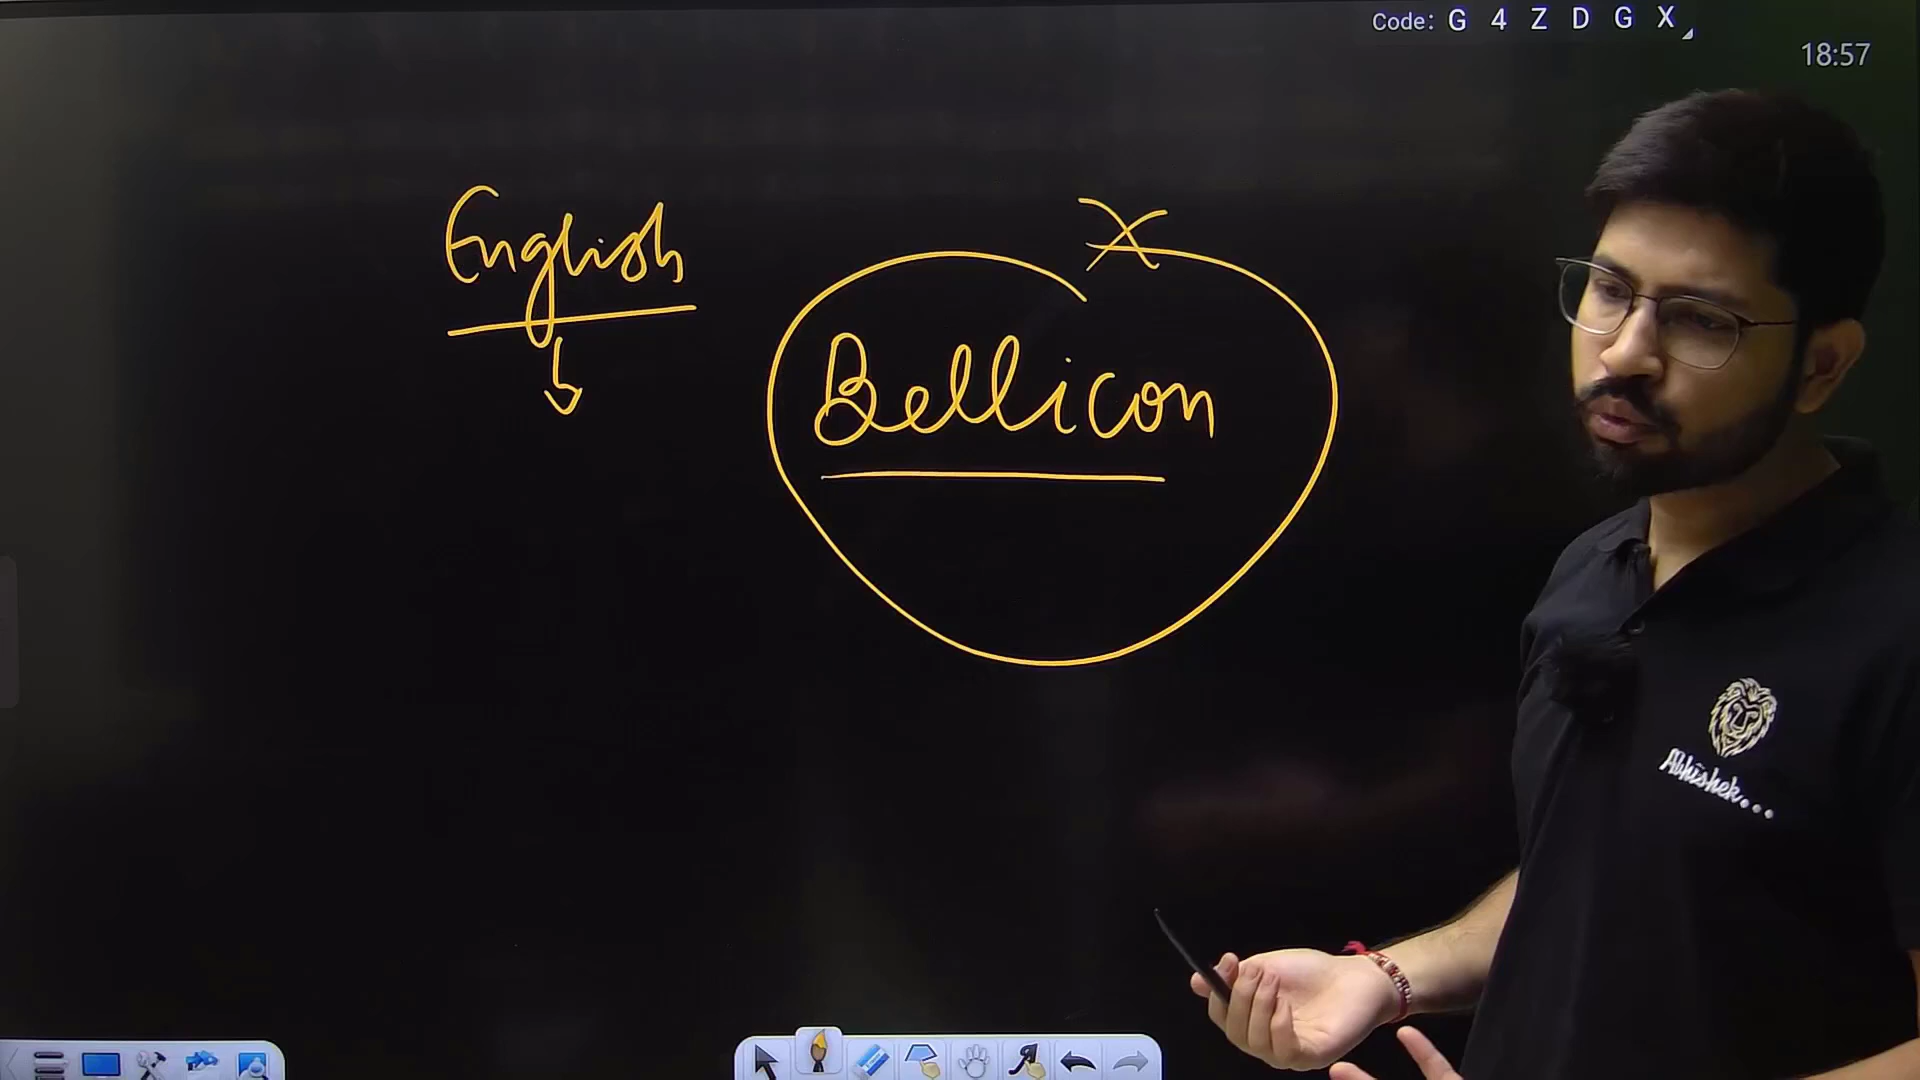 Code: G 4 Z D G X
18:57
English
X
Bellicon
Abhishek...